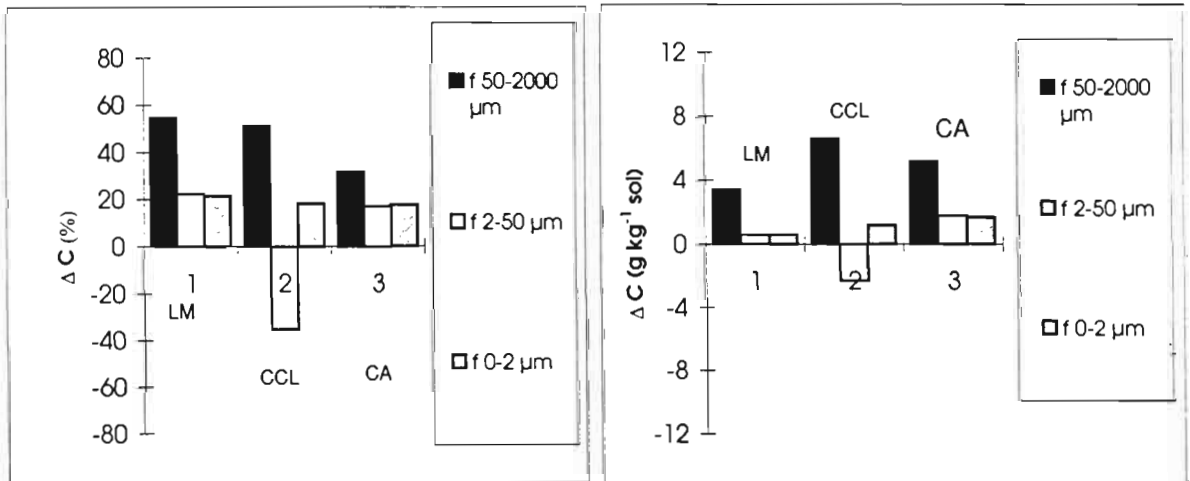 80
60
40
20
0
-20
-40
-60
-80
Δ C (%)
1
2
3
LM
CCL
CA
f 50-2000
µm
f 2-50 µm
f 0-2 µm
12
8
4
0
-4
-8
-12
Δ C (g kg⁻¹ sol)
LM
CCL
CA
1
2
3
f 50-2000
µm
f 2-50 µm
f 0-2 µm